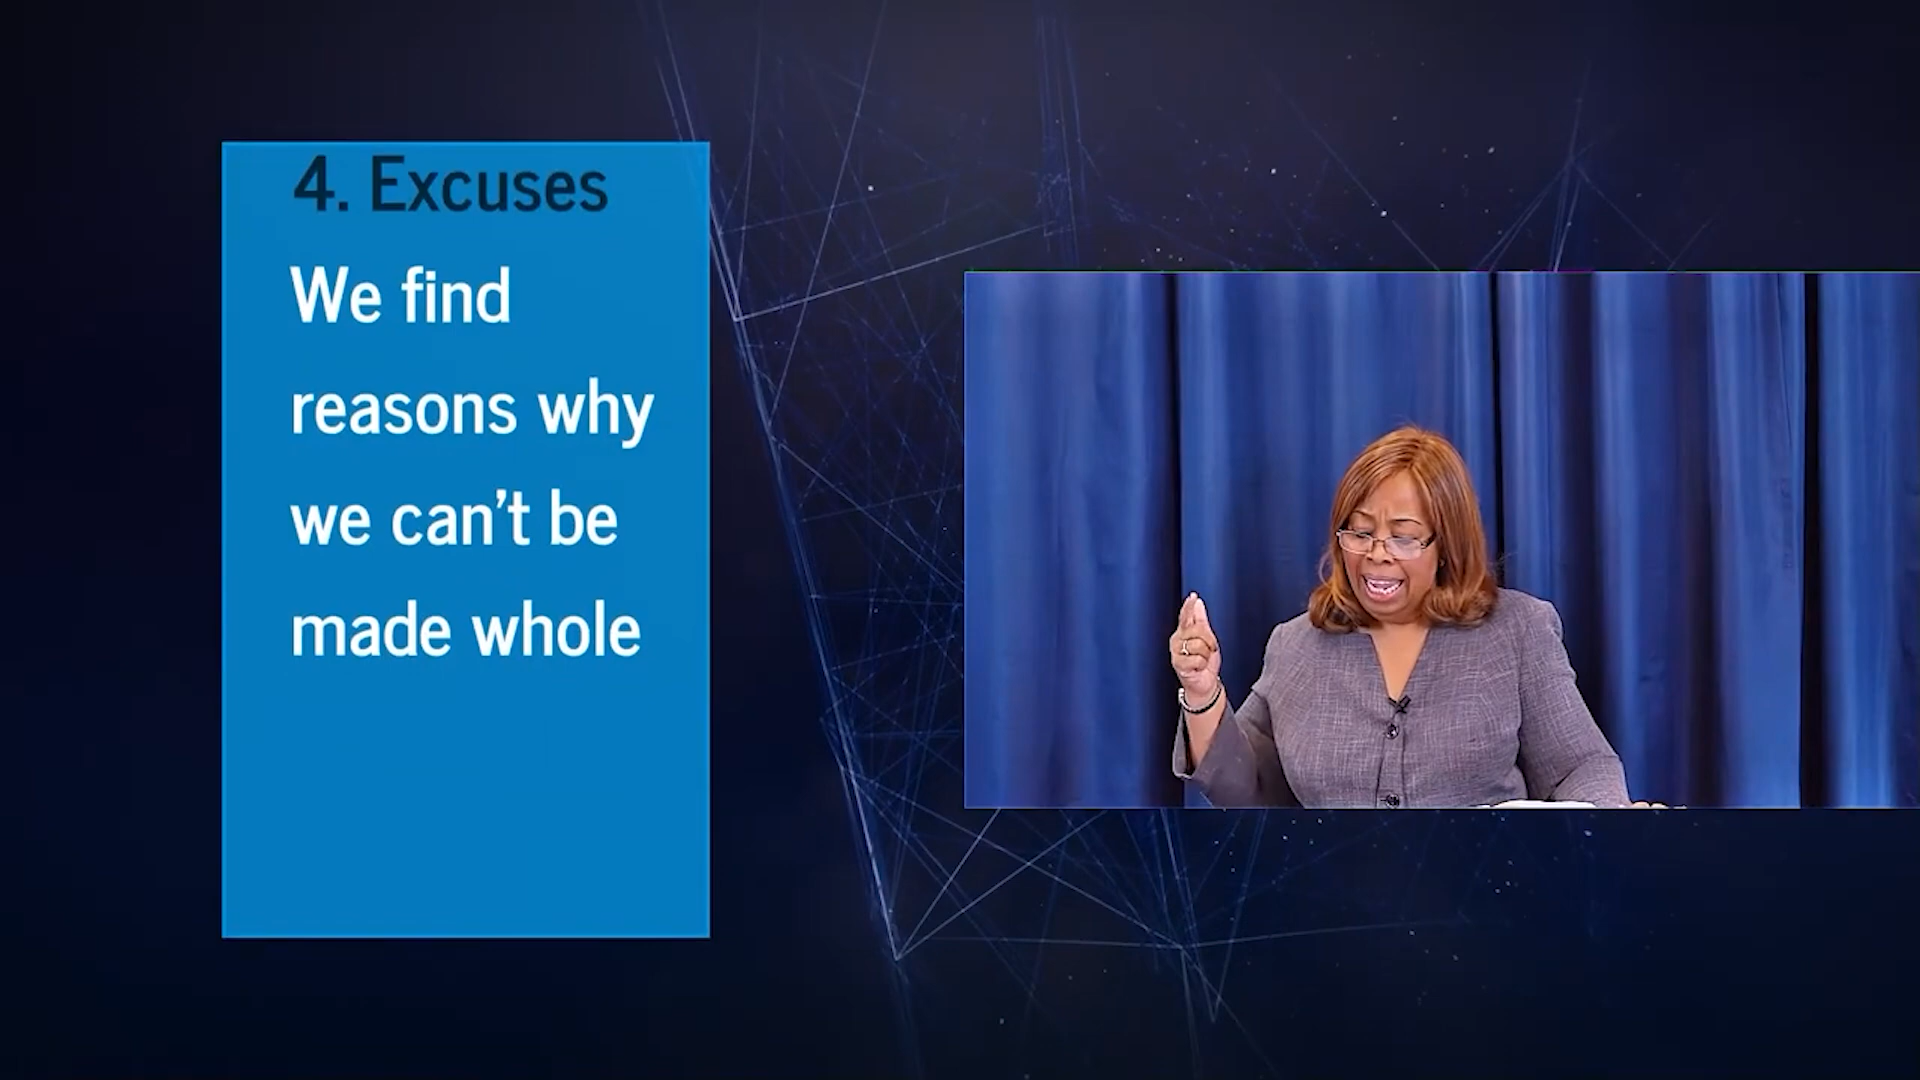 4. Excuses
We find
reasons why
we can't be
made whole